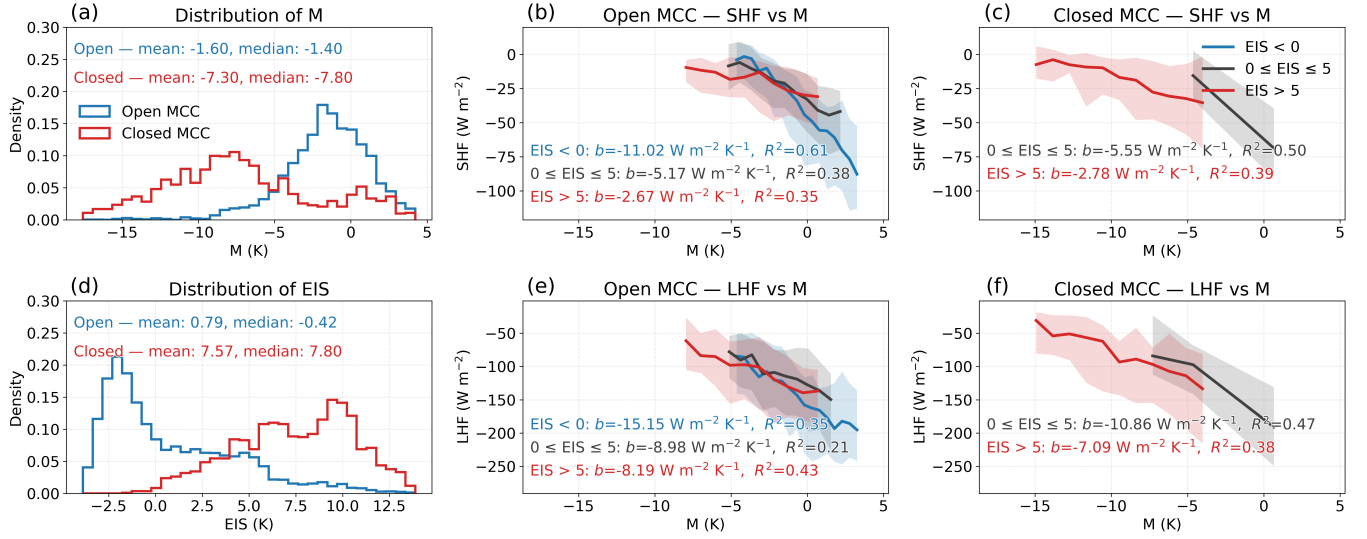 (a) Distribution of M
0.30
0.25
0.20
0.15
0.10
0.05
0.00
Density
Open — mean: -1.60, median: -1.40
Closed — mean: -7.30, median: -7.80
Open MCC
Closed MCC
−15 −10 −5 0 5
M (K)
(b) Open MCC — SHF vs M
0
−25
−50
−75
−100
SHF (W m⁻²)
EIS < 0: b=-11.02 W m⁻² K⁻¹, R²=0.61
0 ≤ EIS ≤ 5: b=-5.17 W m⁻² K⁻¹, R²=0.38
EIS > 5: b=-2.67 W m⁻² K⁻¹, R²=0.35
−15 −10 −5 0 5
M (K)
(c) Closed MCC — SHF vs M
0
−25
−50
−75
−100
SHF (W m⁻²)
EIS < 0
0 ≤ EIS ≤ 5
EIS > 5
0 ≤ EIS ≤ 5: b=-5.55 W m⁻² K⁻¹, R²=0.50
EIS > 5: b=-2.78 W m⁻² K⁻¹, R²=0.39
−15 −10 −5 0 5
M (K)
(d) Distribution of EIS
0.30
0.25
0.20
0.15
0.10
0.05
0.00
Density
Open — mean: 0.79, median: -0.42
Closed — mean: 7.57, median: 7.80
−2.5 0.0 2.5 5.0 7.5 10.0 12.5
EIS (K)
(e) Open MCC — LHF vs M
−50
−100
−150
−200
−250
LHF (W m⁻²)
EIS < 0: b=-15.15 W m⁻² K⁻¹, R²=0.35
0 ≤ EIS ≤ 5: b=-8.98 W m⁻² K⁻¹, R²=0.21
EIS > 5: b=-8.19 W m⁻² K⁻¹, R²=0.43
−15 −10 −5 0 5
M (K)
(f) Closed MCC — LHF vs M
−50
−100
−150
−200
−250
LHF (W m⁻²)
0 ≤ EIS ≤ 5: b=-10.86 W m⁻² K⁻¹, R²=0.47
EIS > 5: b=-7.09 W m⁻² K⁻¹, R²=0.38
−15 −10 −5 0 5
M (K)